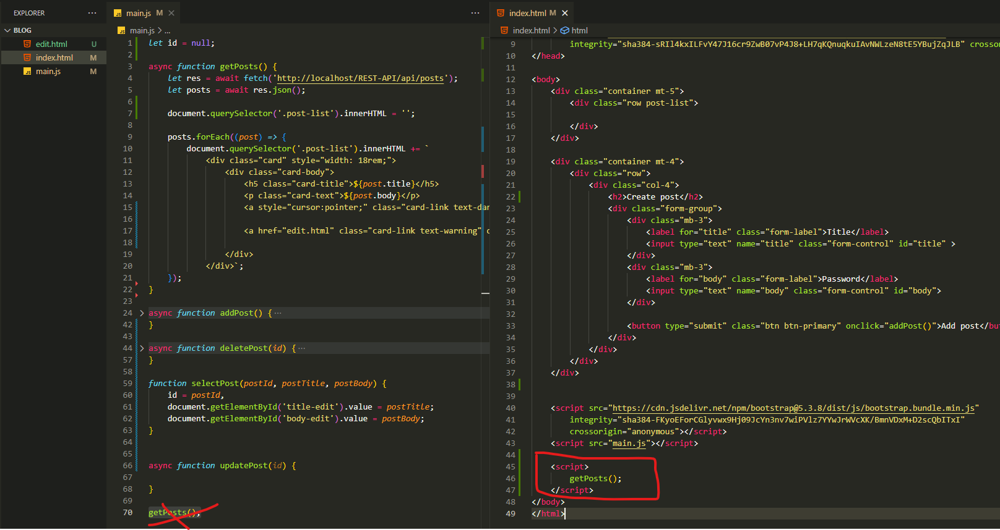 EXPLORER ...
BLOG
edit.html U
index.html M
main.js M
main.js M
...
main.js > ...
1 let id = null;
2
3 async function getPosts() {
4 let res = await fetch('http://localhost/REST-API/api/posts');
5 let posts = await res.json();
6
7 document.querySelector('.post-list').innerHTML = '';
8
9 posts.forEach((post) => {
10 document.querySelector('.post-list').innerHTML += `
11 <div class="card" style="width: 18rem;">
12 <div class="card-body">
13 <h5 class="card-title">${post.title}</h5>
14 <p class="card-text">${post.body}</p>
15 <a style="cursor:pointer;" class="card-link text-dan
16
17 <a href="edit.html" class="card-link text-warning" o
18
19 </div>
20 </div>`;
21 });
22 }
23
24 async function addPost() { ...
42 }
43
44 async function deletePost(id) { ...
57 }
58
59 function selectPost(postId, postTitle, postBody) {
60 id = postId,
61 document.getElementById('title-edit').value = postTitle;
62 document.getElementById('body-edit').value = postBody;
63 }
64
65
66 async function updatePost(id) {
67
68 }
69
70 getPosts();
index.html M
index.html > html
9 integrity="sha384-sRIl4kxILFvY47J16cr9ZwB07vP4J8+LH7qKQnuqkuIAvNWLzeN8tE5YBujZqJLB" crosso
10 </head>
11
12 <body>
13 <div class="container mt-5">
14 <div class="row post-list">
15
16 </div>
17 </div>
18
19 <div class="container mt-4">
20 <div class="row">
21 <div class="col-4">
22 <h2>Create post</h2>
23 <div class="form-group">
24 <div class="mb-3">
25 <label for="title" class="form-label">Title</label>
26 <input type="text" name="title" class="form-control" id="title" >
27 </div>
28 <div class="mb-3">
29 <label for="body" class="form-label">Password</label>
30 <input type="text" name="body" class="form-control" id="body">
31 </div>
32
33 <button type="submit" class="btn btn-primary" onclick="addPost()">Add post</bu
34 </div>
35 </div>
36 </div>
37 </div>
38
39
40 <script src="https://cdn.jsdelivr.net/npm/bootstrap@5.3.8/dist/js/bootstrap.bundle.min.js"
41 integrity="sha384-FKyoEForCGlyvwx9Hj09JcYn3nv7wiPVlz7YYwJrWVcXK/BmnVDxM+D2scQbITxI"
42 crossorigin="anonymous"></script>
43 <script src="main.js"></script>
44
45 <script>
46 getPosts();
47 </script>
48 </body>
49 </html>